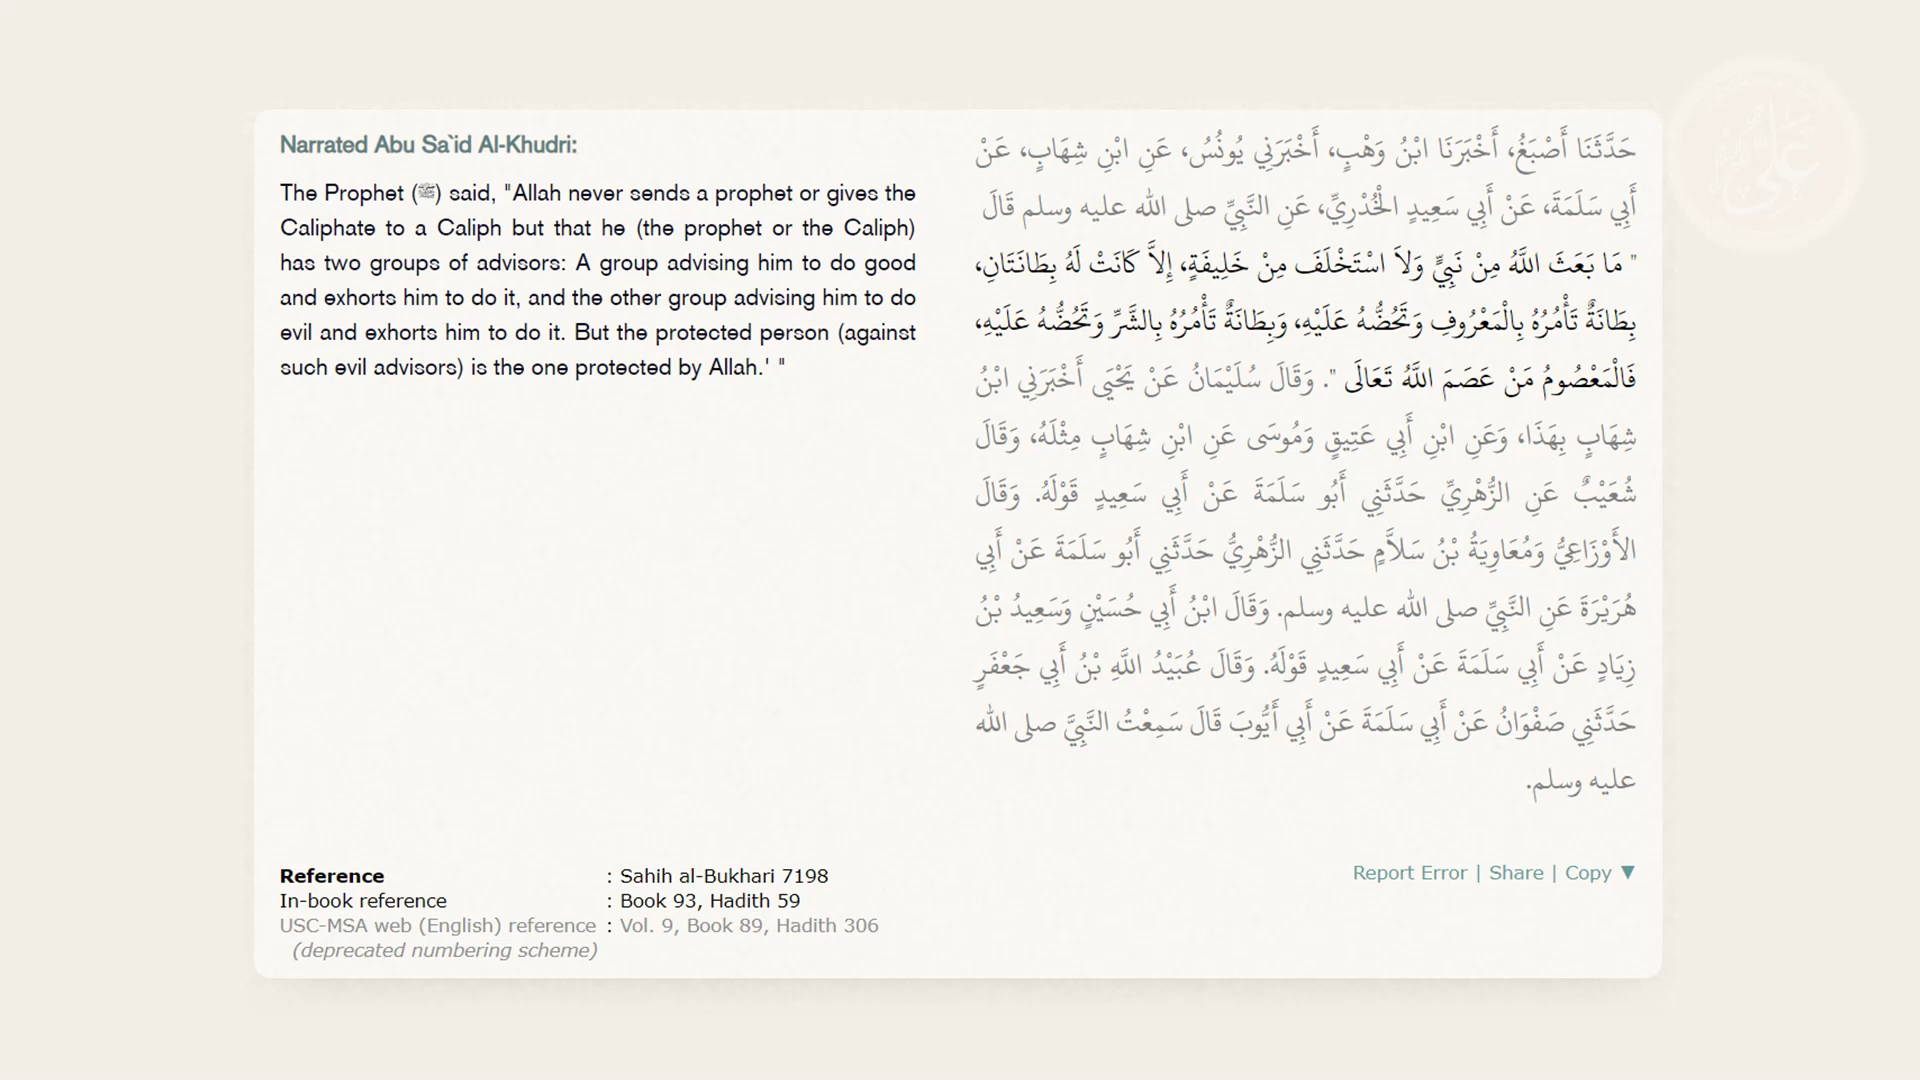 Narrated Abu Sa`id Al-Khudri:
The Prophet (ﷺ) said, "Allah never sends a prophet or gives the
Caliphate to a Caliph but that he (the prophet or the Caliph)
has two groups of advisors: A group advising him to do good
and exhorts him to do it, and the other group advising him to do
evil and exhorts him to do it. But the protected person (against
such evil advisors) is the one protected by Allah.' "
حَدَّثَنَا أَصْبَغُ، أَخْبَرَنَا ابْنُ وَهْبٍ، أَخْبَرَنِي يُونُسُ، عَنِ ابْنِ شِهَابٍ، عَنْ
أَبِي سَلَمَةَ، عَنْ أَبِي سَعِيدٍ الْخُدْرِيِّ، عَنِ النَّبِيِّ صلى الله عليه وسلم قَالَ
" مَا بَعَثَ اللَّهُ مِنْ نَبِيٍّ وَلاَ اسْتَخْلَفَ مِنْ خَلِيفَةٍ، إِلاَّ كَانَتْ لَهُ بِطَانَتَانِ،
بِطَانَةٌ تَأْمُرُهُ بِالْمَعْرُوفِ وَتَحُضُّهُ عَلَيْهِ، وَبِطَانَةٌ تَأْمُرُهُ بِالشَّرِّ وَتَحُضُّهُ عَلَيْهِ،
فَالْمَعْصُومُ مَنْ عَصَمَ اللَّهُ تَعَالَى ". وَقَالَ سُلَيْمَانُ عَنْ يَحْيَى أَخْبَرَنِي ابْنُ
شِهَابٍ بِهَذَا، وَعَنِ ابْنِ أَبِي عَتِيقٍ وَمُوسَى عَنِ ابْنِ شِهَابٍ مِثْلَهُ، وَقَالَ
شُعَيْبٌ عَنِ الزُّهْرِيِّ حَدَّثَنِي أَبُو سَلَمَةَ عَنْ أَبِي سَعِيدٍ قَوْلَهُ. وَقَالَ
الأَوْزَاعِيُّ وَمُعَاوِيَةُ بْنُ سَلاَّمٍ حَدَّثَنِي الزُّهْرِيُّ حَدَّثَنِي أَبُو سَلَمَةَ عَنْ أَبِي
هُرَيْرَةَ عَنِ النَّبِيِّ صلى الله عليه وسلم. وَقَالَ ابْنُ أَبِي حُسَيْنٍ وَسَعِيدُ بْنُ
زِيَادٍ عَنْ أَبِي سَلَمَةَ عَنْ أَبِي سَعِيدٍ قَوْلَهُ. وَقَالَ عُبَيْدُ اللَّهِ بْنُ أَبِي جَعْفَرٍ
حَدَّثَنِي صَفْوَانُ عَنْ أَبِي سَلَمَةَ عَنْ أَبِي أَيُّوبَ قَالَ سَمِعْتُ النَّبِيَّ صلى الله
عليه وسلم.
Reference : Sahih al-Bukhari 7198
In-book reference : Book 93, Hadith 59
USC-MSA web (English) reference : Vol. 9, Book 89, Hadith 306
(deprecated numbering scheme)
Report Error | Share | Copy ▼